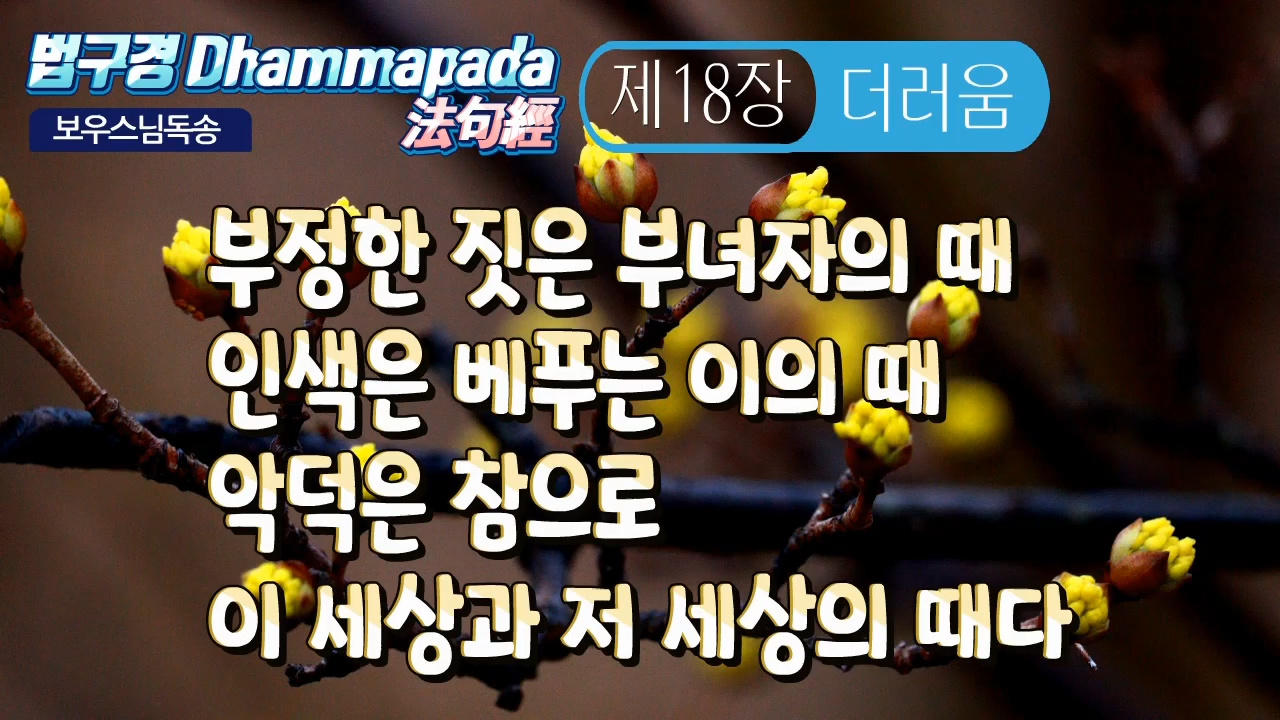 법구경 Dhammapada
法句經
보우스님독송
제18장 더러움
부정한 짓은 부녀자의 때
인색은 베푸는 이의 때
악덕은 참으로
이 세상과 저 세상의 때다